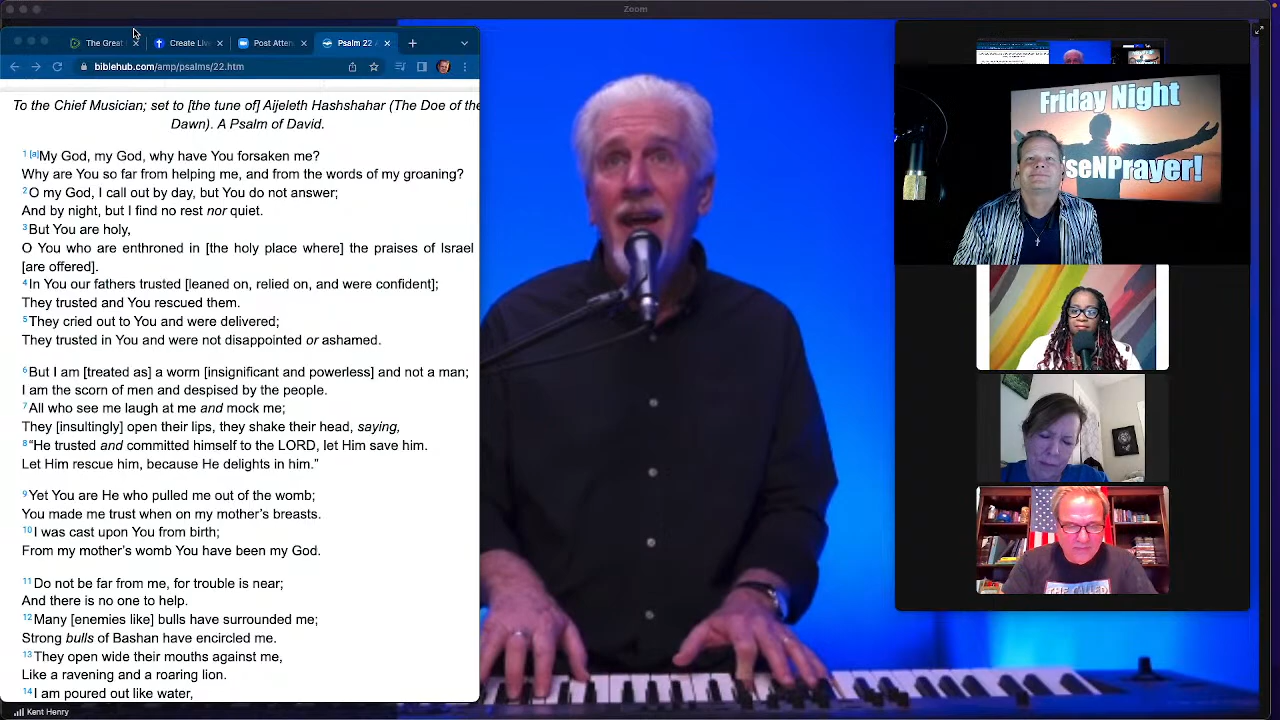 Zoom
The Great
Create Live
Post Atten
Psalm 22
biblehub.com/amp/psalms/22.htm
To the Chief Musician; set to [the tune of] Aijeleth Hashshahar (The Doe of the
Dawn). A Psalm of David.
1 [a]My God, my God, why have You forsaken me?
Why are You so far from helping me, and from the words of my groaning?
2 O my God, I call out by day, but You do not answer;
And by night, but I find no rest nor quiet.
3 But You are holy,
O You who are enthroned in [the holy place where] the praises of Israel
[are offered].
4 In You our fathers trusted [leaned on, relied on, and were confident];
They trusted and You rescued them.
5 They cried out to You and were delivered;
They trusted in You and were not disappointed or ashamed.
6 But I am [treated as] a worm [insignificant and powerless] and not a man;
I am the scorn of men and despised by the people.
7 All who see me laugh at me and mock me;
They [insultingly] open their lips, they shake their head, saying,
8 “He trusted and committed himself to the LORD, let Him save him.
Let Him rescue him, because He delights in him.”
9 Yet You are He who pulled me out of the womb;
You made me trust when on my mother’s breasts.
10 I was cast upon You from birth;
From my mother’s womb You have been my God.
11 Do not be far from me, for trouble is near;
And there is no one to help.
12 Many [enemies like] bulls have surrounded me;
Strong bulls of Bashan have encircled me.
13 They open wide their mouths against me,
Like a ravening and a roaring lion.
14 I am poured out like water,
Kent Henry
Friday Night
iseNPrayer!
THE CALLED